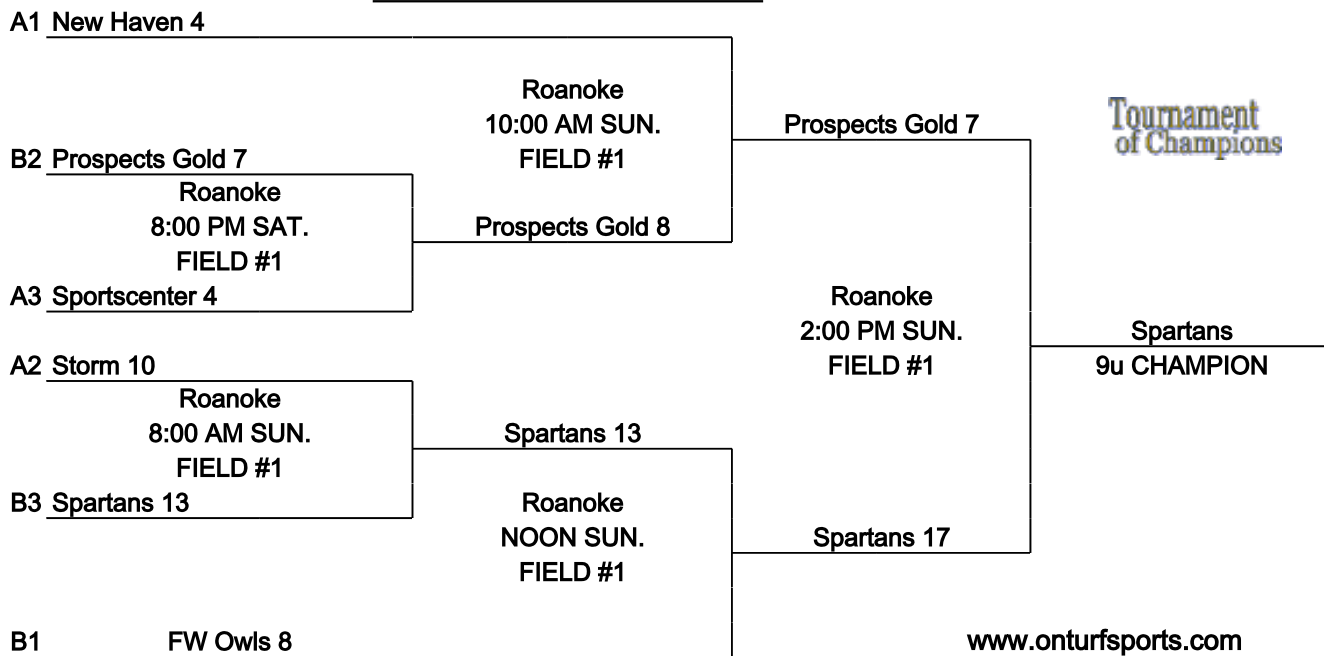 A1 New Haven 4
Roanoke
10:00 AM SUN.
FIELD #1
Prospects Gold 7
Tournament
of Champions
B2 Prospects Gold 7
Roanoke
8:00 PM SAT.
FIELD #1
Prospects Gold 8
A3 Sportscenter 4
Roanoke
2:00 PM SUN.
FIELD #1
Spartans
9u CHAMPION
A2 Storm 10
Roanoke
8:00 AM SUN.
FIELD #1
Spartans 13
B3 Spartans 13
Roanoke
NOON SUN.
FIELD #1
Spartans 17
B1 FW Owls 8
www.onturfsports.com